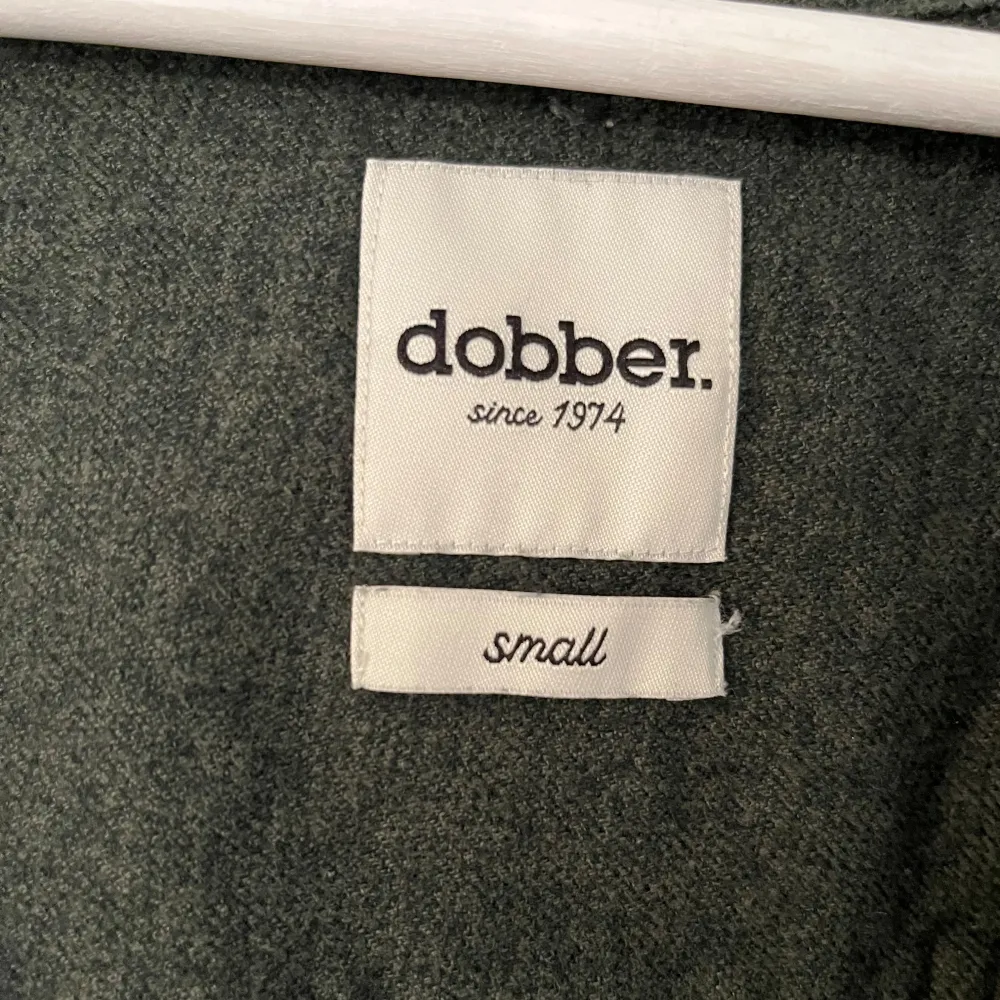 dobber.
since 1974
small